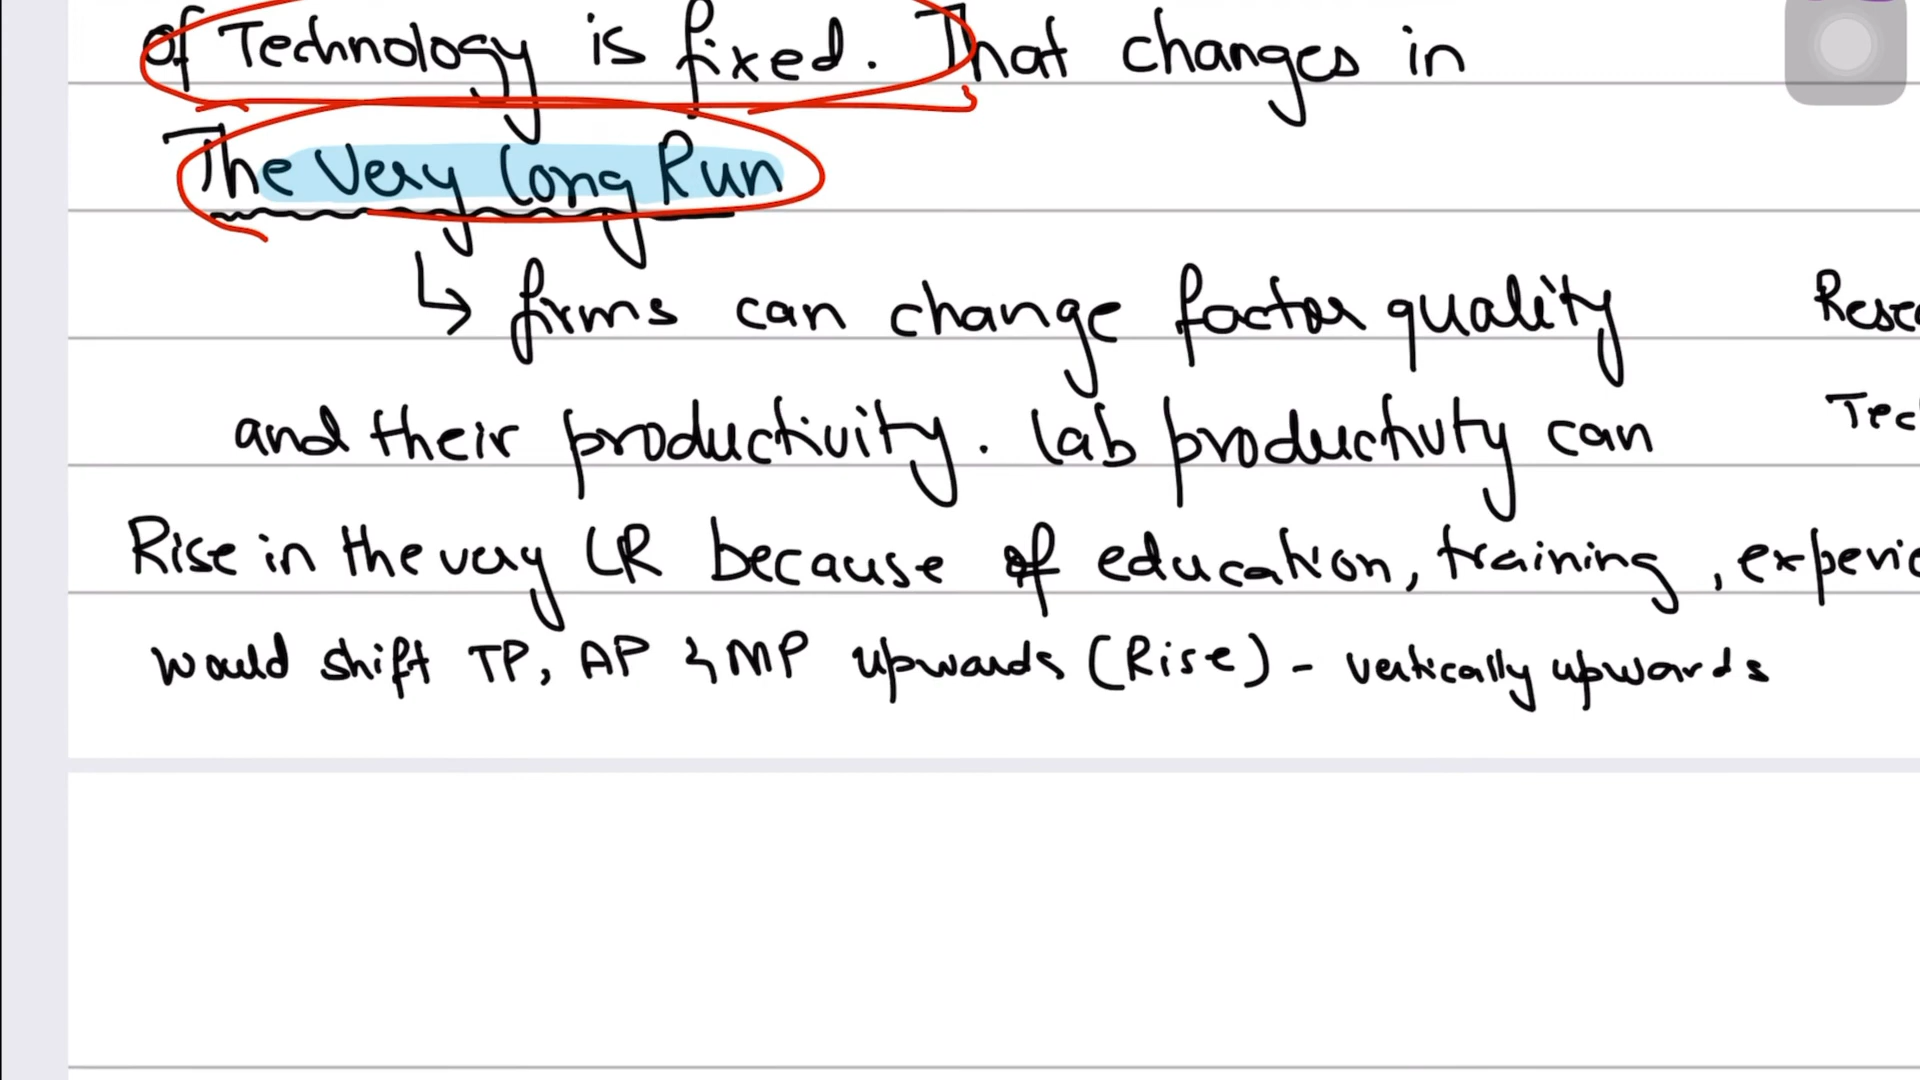 of Technology is fixed. That changes in
The Very Long Run
↳ firms can change factor quality
and their productivity. lab productivity can
Rise in the very LR because of education, training,
would shift TP, AP & MP upwards (Rise) - vertically upwards